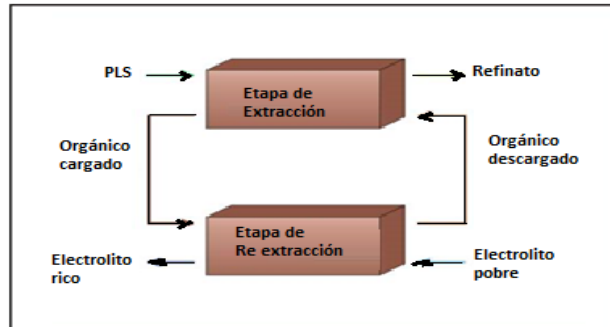 PLS
Etapa de
Extracción
Refinato
Orgánico
cargado
Orgánico
descargado
Etapa de
Re extracción
Electrolito
rico
Electrolito
pobre